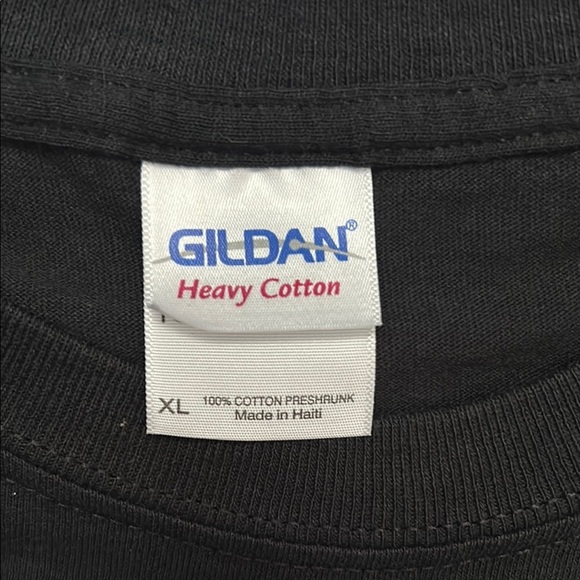 GILDAN®
Heavy Cotton
XL 100% COTTON PRESHRUNK
Made in Haiti